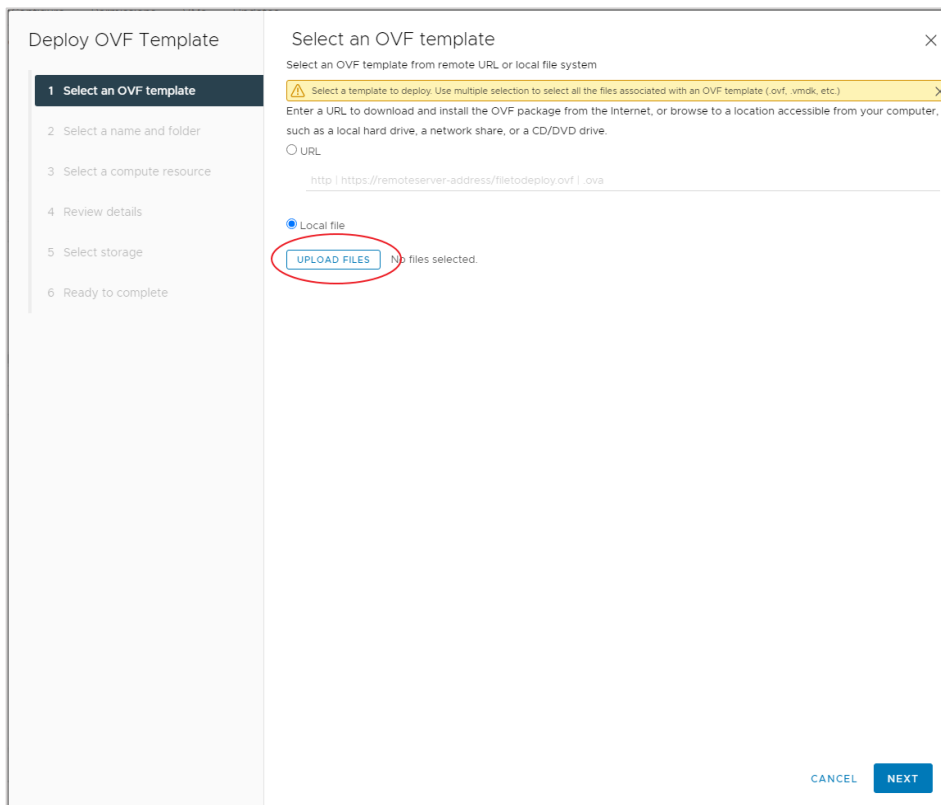 Deploy OVF Template
1 Select an OVF template
2 Select a name and folder
3 Select a compute resource
4 Review details
5 Select storage
6 Ready to complete
Select an OVF template
Select an OVF template from remote URL or local file system
Select a template to deploy. Use multiple selection to select all the files associated with an OVF template (.ovf, .vmdk, etc.)
Enter a URL to download and install the OVF package from the Internet, or browse to a location accessible from your computer,
such as a local hard drive, a network share, or a CD/DVD drive.
URL
http | https://remoteserver-address/filetodeploy.ovf | .ova
Local file
UPLOAD FILES No files selected.
CANCEL NEXT